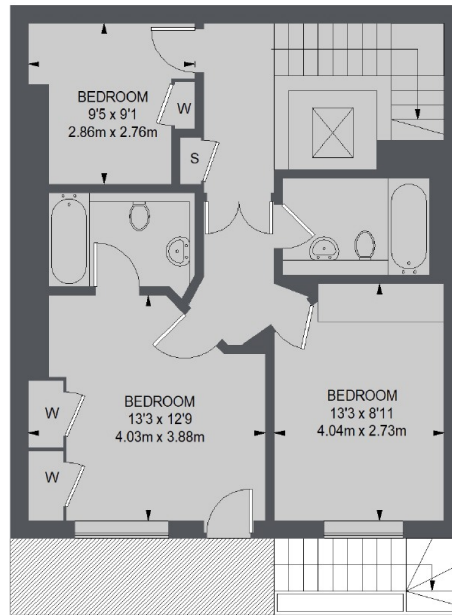 BEDROOM
9'5 x 9'1
2.86m x 2.76m
W
S
W
W
BEDROOM
13'3 x 12'9
4.03m x 3.88m
BEDROOM
13'3 x 8'11
4.04m x 2.73m